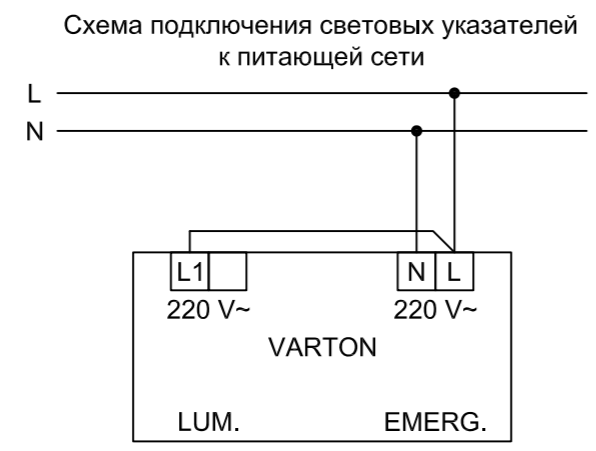 Схема подключения световых указателей
к питающей сети
L
N
L1 N L
220 V~ 220 V~
VARTON
LUM. EMERG.